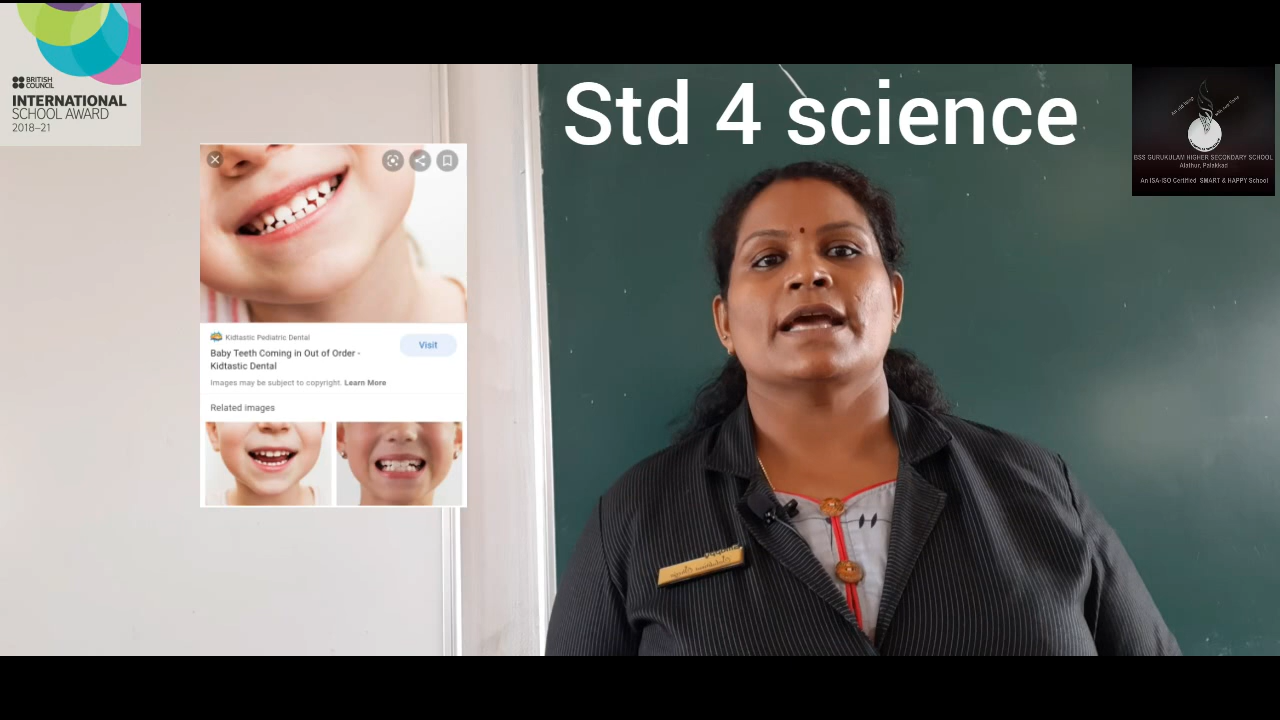 BRITISH
COUNCIL
INTERNATIONAL
SCHOOL AWARD
2018–21
Std 4 science
BSS GURUKULAM HIGHER SECONDARY SCHOOL
Alathur, Palakkad
An ISA-ISO Certified SMART & HAPPY School
Kidtastic Pediatric Dental
Visit
Baby Teeth Coming in Out of Order -
Kidtastic Dental
Images may be subject to copyright. Learn More
Related images